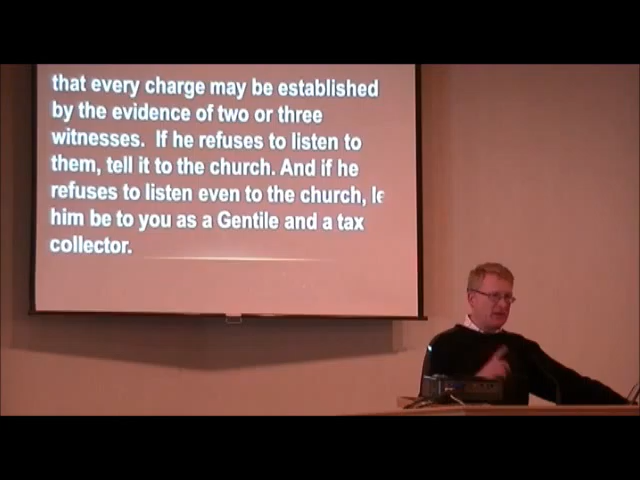 that every charge may be established
by the evidence of two or three
witnesses.  If he refuses to listen to
them, tell it to the church. And if he
refuses to listen even to the church, le
him be to you as a Gentile and a tax
collector.